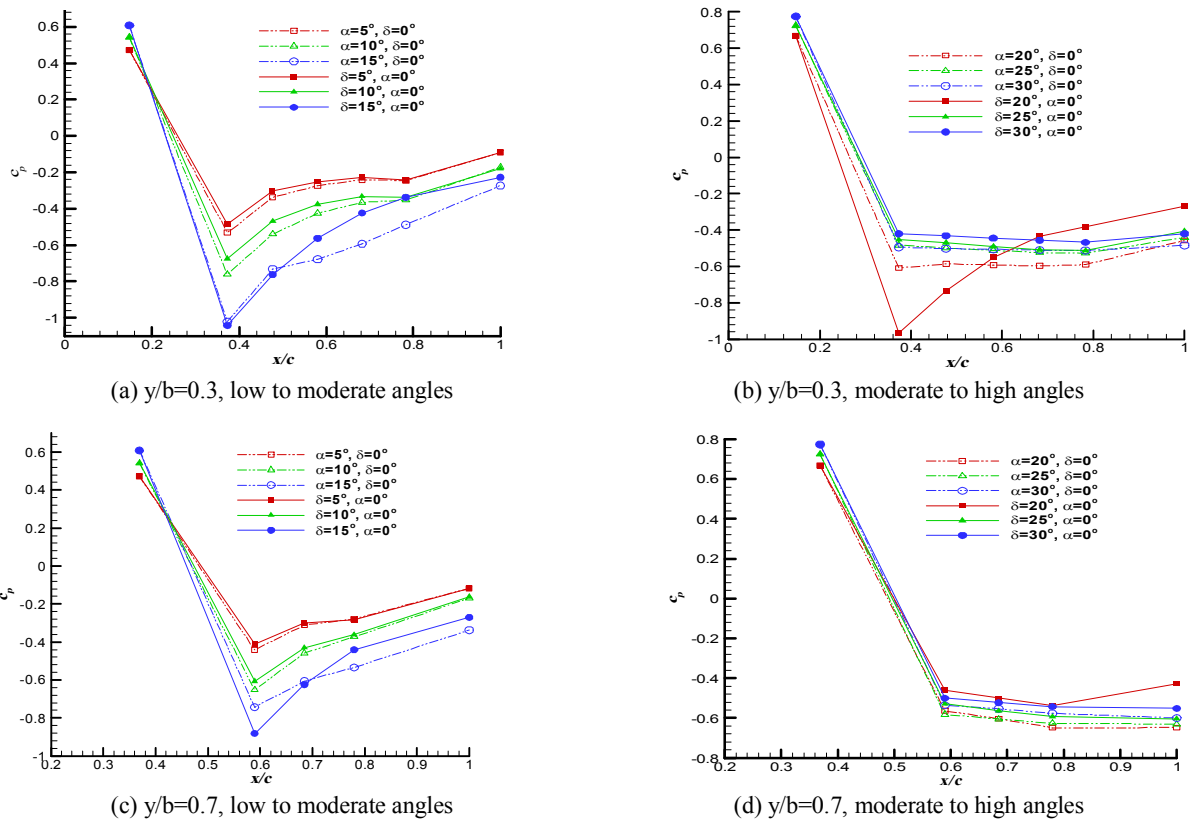 0.6
0.4
0.2
0
-0.2
-0.4
-0.6
-0.8
-1
cp
0 0.2 0.4 0.6 0.8 1
x/c
α=5°, δ=0°
α=10°, δ=0°
α=15°, δ=0°
δ=5°, α=0°
δ=10°, α=0°
δ=15°, α=0°
(a) y/b=0.3, low to moderate angles
0.8
0.6
0.4
0.2
0
-0.2
-0.4
-0.6
-0.8
-1
cp
0 0.2 0.4 0.6 0.8 1
x/c
α=20°, δ=0°
α=25°, δ=0°
α=30°, δ=0°
δ=20°, α=0°
δ=25°, α=0°
δ=30°, α=0°
(b) y/b=0.3, moderate to high angles
0.6
0.4
0.2
0
-0.2
-0.4
-0.6
-0.8
-1
cp
0.2 0.3 0.4 0.5 0.6 0.7 0.8 0.9 1
x/c
α=5°, δ=0°
α=10°, δ=0°
α=15°, δ=0°
δ=5°, α=0°
δ=10°, α=0°
δ=15°, α=0°
(c) y/b=0.7, low to moderate angles
0.8
0.6
0.4
0.2
0
-0.2
-0.4
-0.6
-0.8
cp
0.2 0.3 0.4 0.5 0.6 0.7 0.8 0.9 1
x/c
α=20°, δ=0°
α=25°, δ=0°
α=30°, δ=0°
δ=20°, α=0°
δ=25°, α=0°
δ=30°, α=0°
(d) y/b=0.7, moderate to high angles